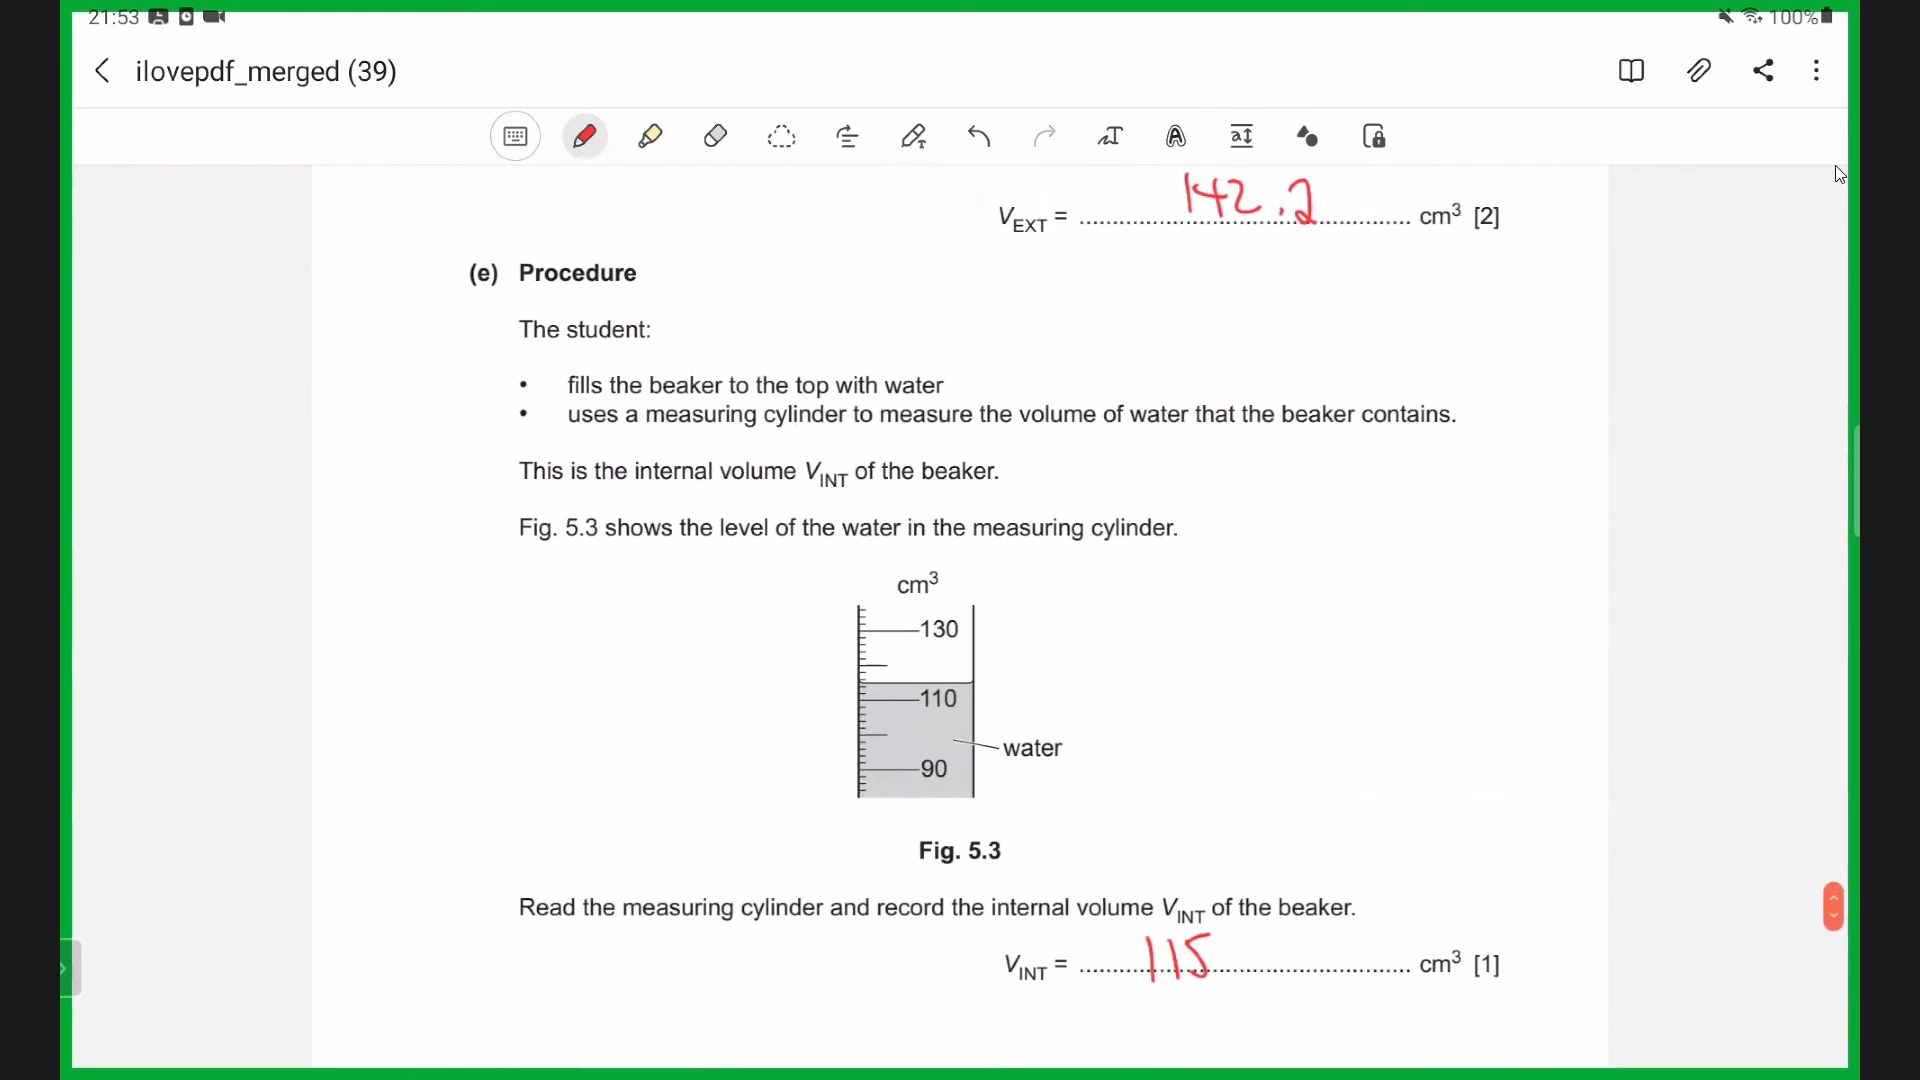 21:53 100%
ilovepdf_merged (39)
V_EXT = 142.2 cm³ [2]
(e) Procedure
The student:
• fills the beaker to the top with water
• uses a measuring cylinder to measure the volume of water that the beaker contains.
This is the internal volume V_INT of the beaker.
Fig. 5.3 shows the level of the water in the measuring cylinder.
cm³
130
110
water
90
Fig. 5.3
Read the measuring cylinder and record the internal volume V_INT of the beaker.
V_INT = 115 cm³ [1]